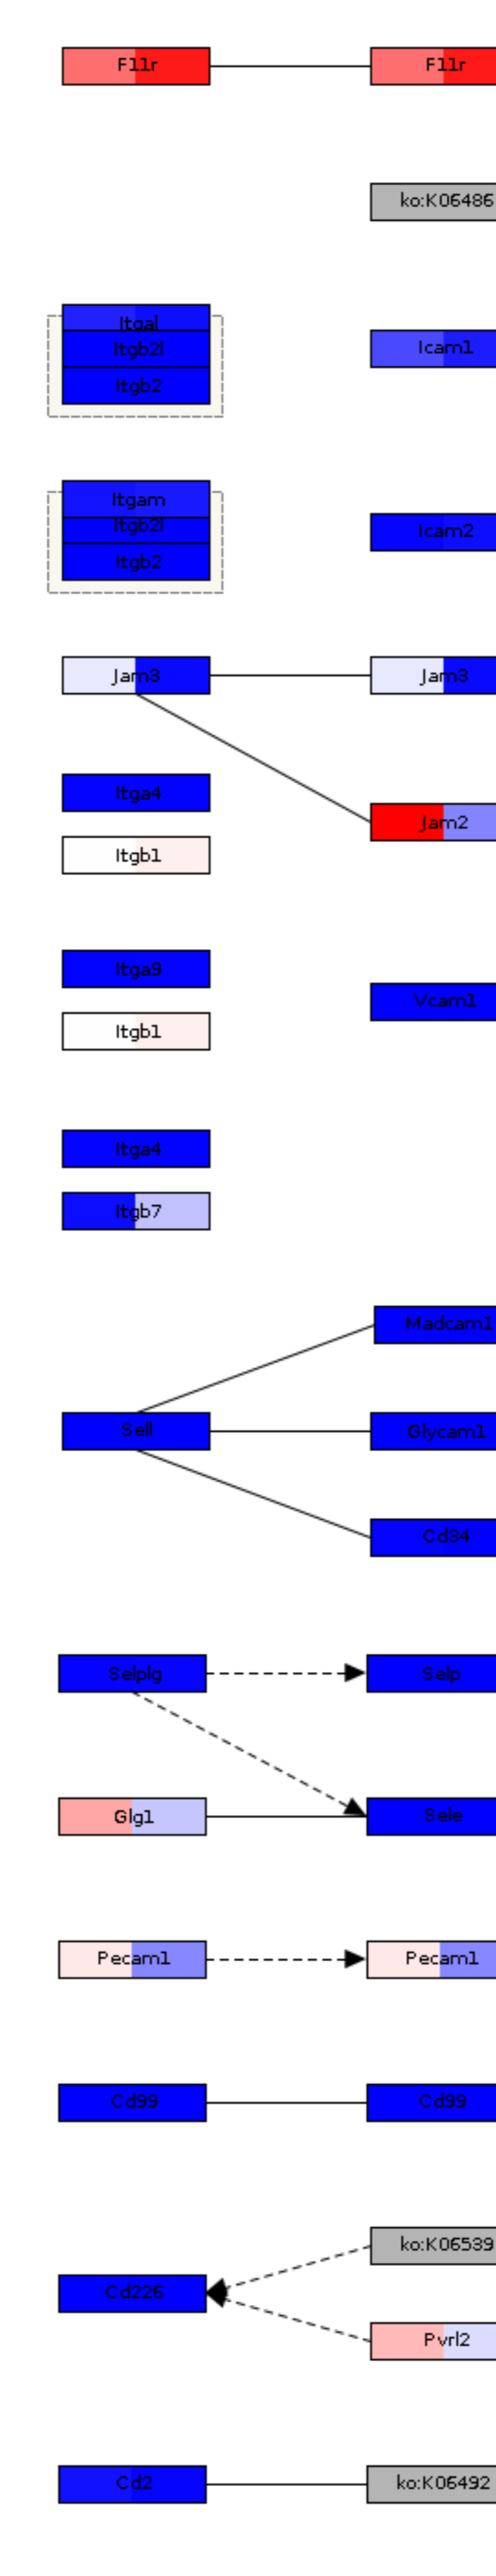 F11r F11r
ko:K06486
Itgal
Itgb2l Icam1
Itgb2
Itgam
Itgb2l Icam2
Itgb2
Jam3 Jam3
Itga4
Jam2
Itgb1
Itga9
Vcam1
Itgb1
Itga4
Itgb7
Madcam1
Sell Glycam1
Cd34
Selplg Selp
Glg1 Sele
Pecam1 Pecam1
Cd99 Cd99
ko:K06539
Cd226
Pvrl2
Cd2 ko:K06492